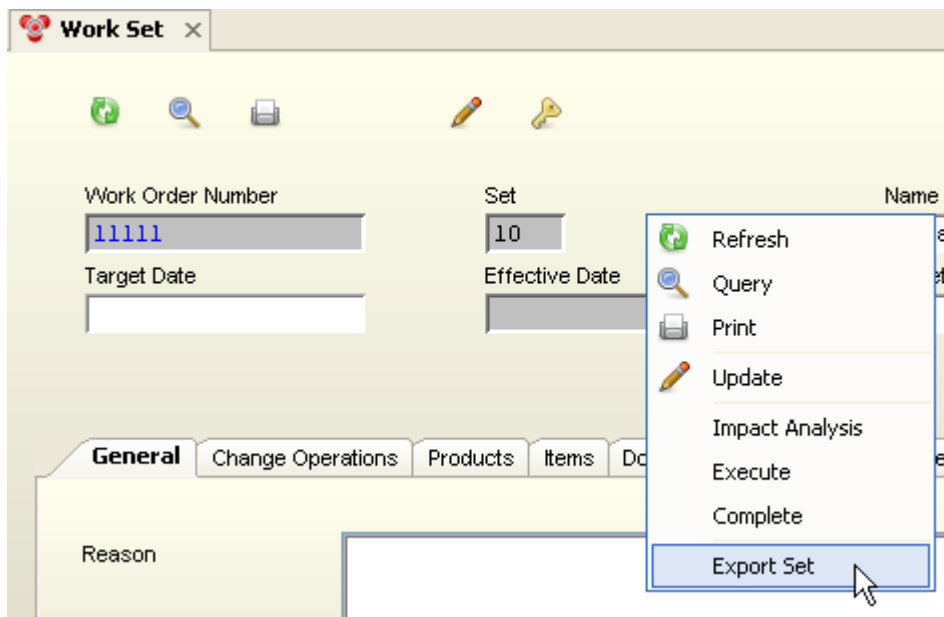 Work Set
Work Order Number
Set
Name
11111
10
Target Date
Effective Date
Refresh
Query
Print
Update
Impact Analysis
Execute
Complete
Export Set
General
Change Operations
Products
Items
Reason